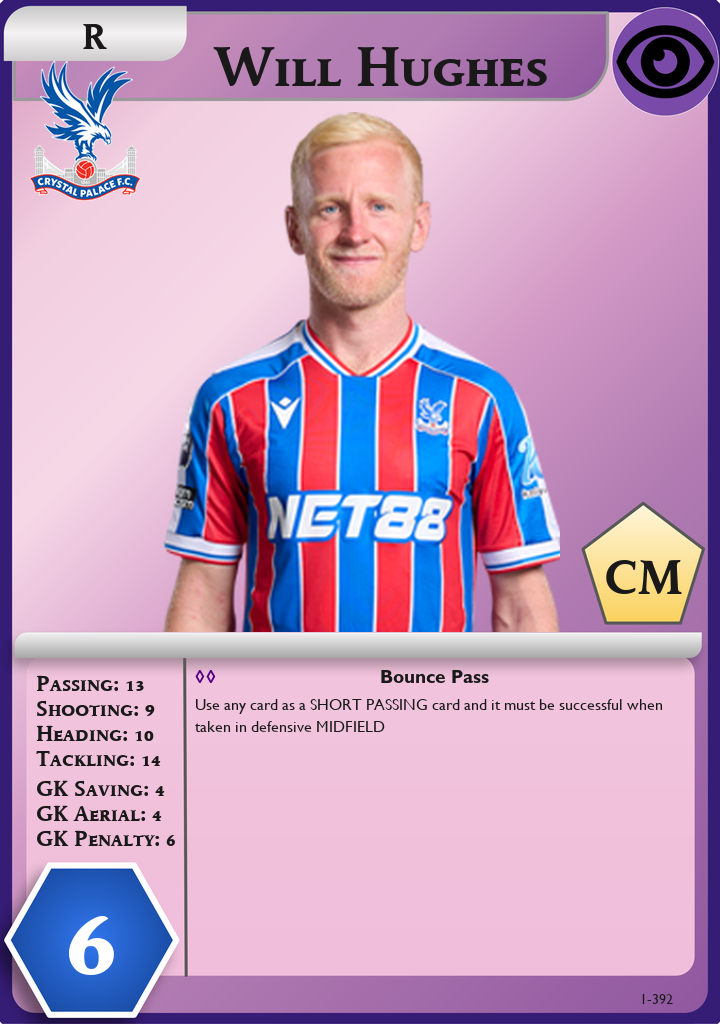 R
Will Hughes
CRYSTAL PALACE F.C.
NET88
CM
Passing: 13
Shooting: 9
Heading: 10
Tackling: 14
GK Saving: 4
GK Aerial: 4
GK Penalty: 6
6
◊◊ Bounce Pass
Use any card as a SHORT PASSING card and it must be successful when
taken in defensive MIDFIELD
1-392